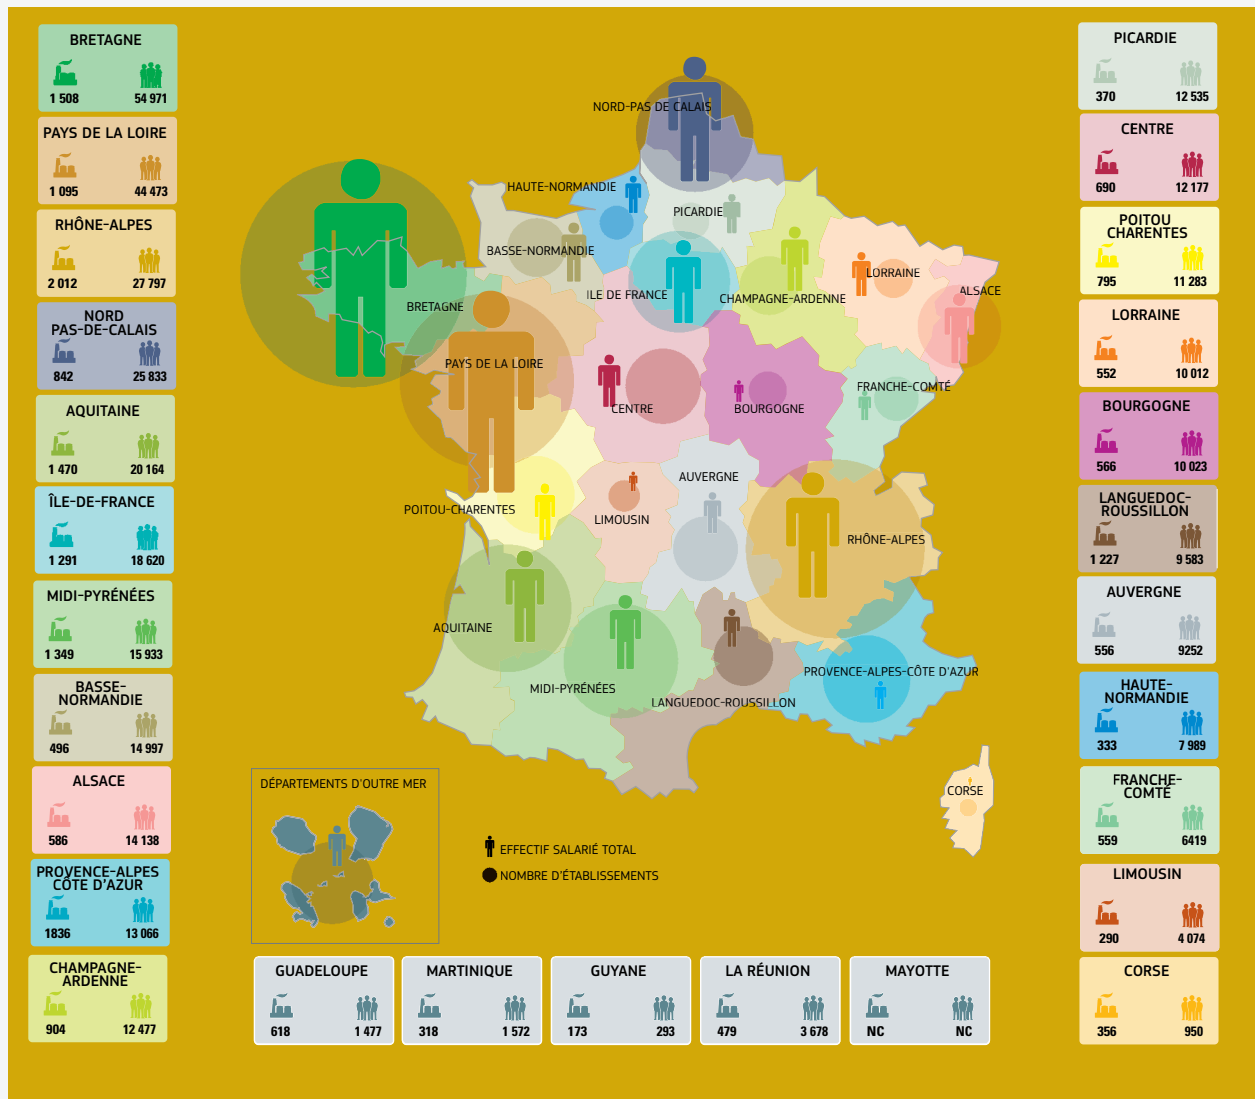 BRETAGNE
1 508 54 971
PAYS DE LA LOIRE
1 095 44 473
RHÔNE-ALPES
2 012 27 797
NORD
PAS-DE-CALAIS
842 25 833
AQUITAINE
1 470 20 164
ÎLE-DE-FRANCE
1 291 18 620
MIDI-PYRÉNÉES
1 349 15 933
BASSE-
NORMANDIE
496 14 997
ALSACE
586 14 138
PROVENCE-ALPES
CÔTE D'AZUR
1836 13 066
CHAMPAGNE-
ARDENNE
904 12 477
NORD-PAS DE CALAIS
HAUTE-NORMANDIE
PICARDIE
BASSE-NORMANDIE
LORRAINE
ILE DE FRANCE
CHAMPAGNE-ARDENNE
ALSACE
BRETAGNE
PAYS DE LA LOIRE
FRANCHE-COMTÉ
CENTRE
BOURGOGNE
AUVERGNE
POITOU-CHARENTES
LIMOUSIN
RHÔNE-ALPES
AQUITAINE
PROVENCE-ALPES-CÔTE D'AZUR
MIDI-PYRÉNÉES
LANGUEDOC-ROUSSILLON
CORSE
DÉPARTEMENTS D'OUTRE MER
EFFECTIF SALARIÉ TOTAL
NOMBRE D'ÉTABLISSEMENTS
GUADELOUPE
618 1 477
MARTINIQUE
318 1 572
GUYANE
173 293
LA RÉUNION
479 3 678
MAYOTTE
NC NC
PICARDIE
370 12 535
CENTRE
690 12 177
POITOU
CHARENTES
795 11 283
LORRAINE
552 10 012
BOURGOGNE
566 10 023
LANGUEDOC-
ROUSSILLON
1 227 9 583
AUVERGNE
556 9252
HAUTE-
NORMANDIE
333 7 989
FRANCHE-
COMTÉ
559 6419
LIMOUSIN
290 4 074
CORSE
356 950